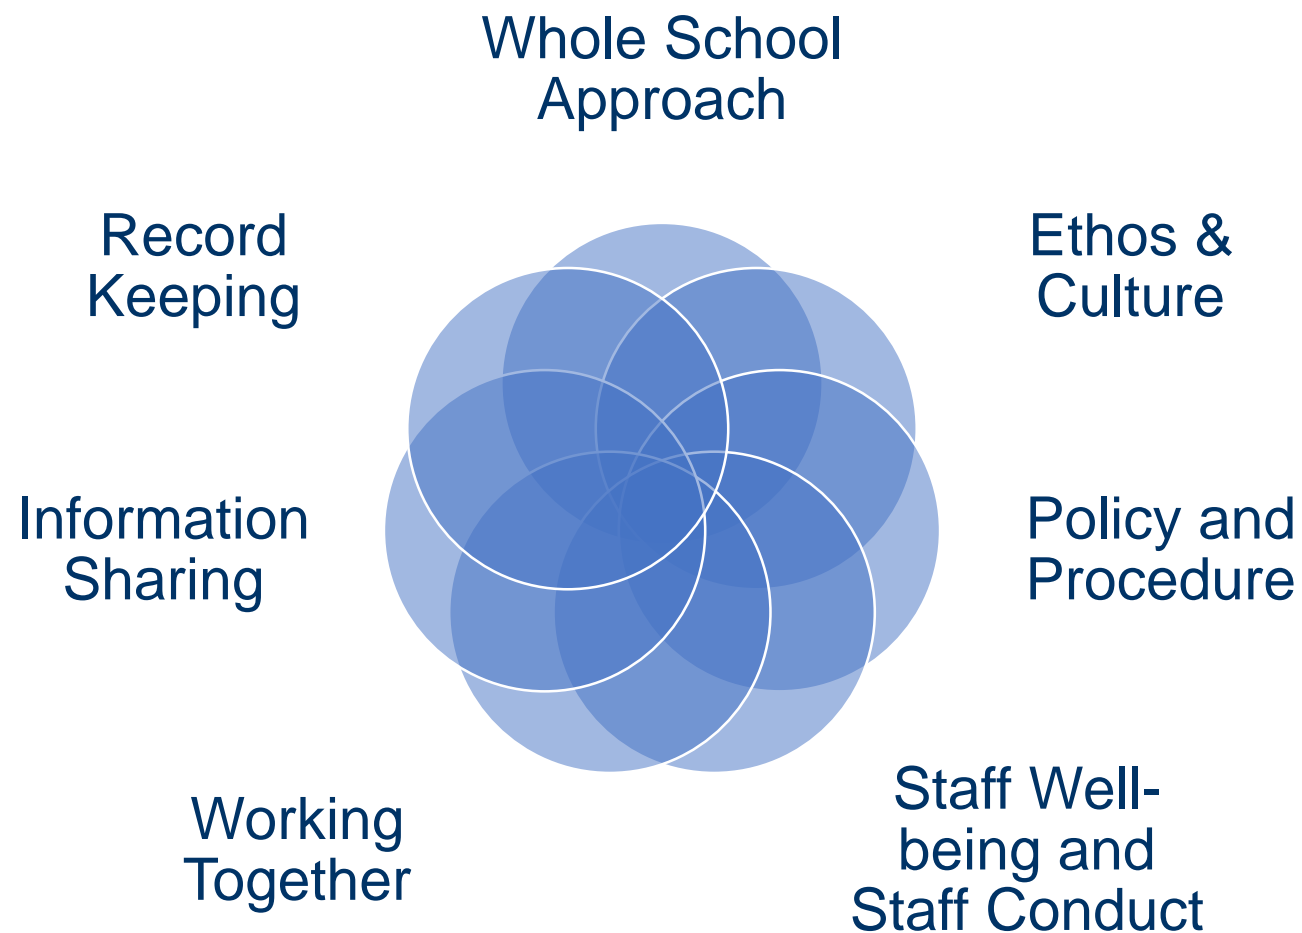 Whole School
Approach
Record
Keeping
Ethos &
Culture
Information
Sharing
Policy and
Procedure
Working
Together
Staff Well-
being and
Staff Conduct